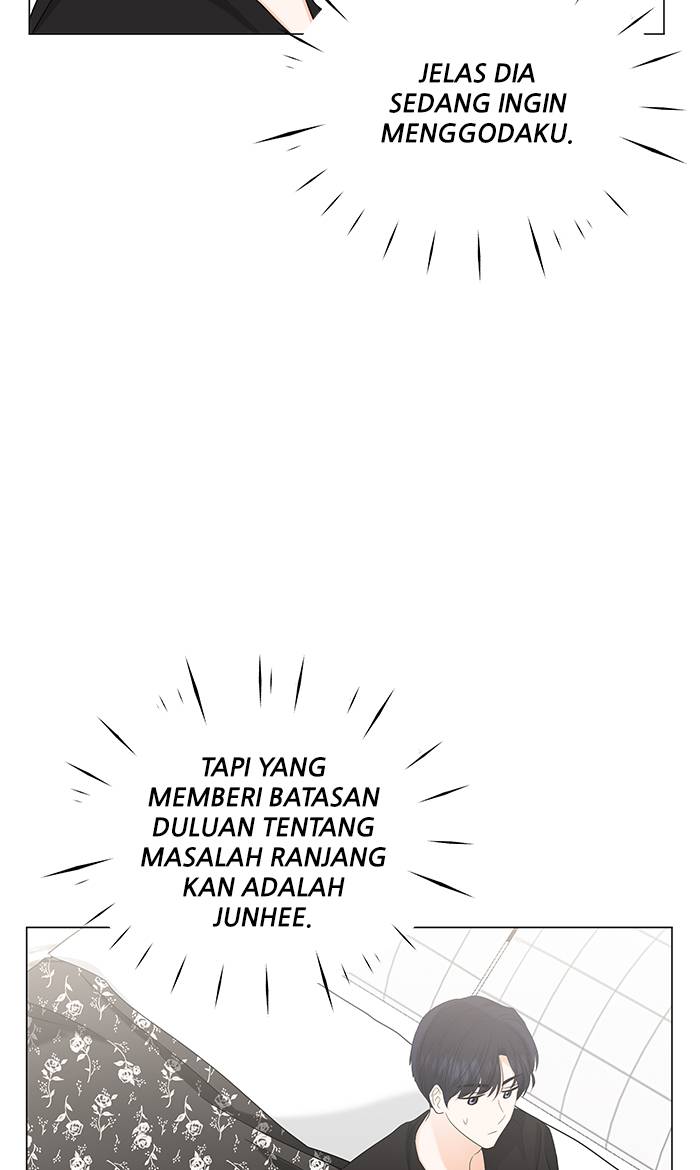 JELAS DIA
SEDANG INGIN
MENGGODAKU.
TAPI YANG
MEMBERI BATASAN
DULUAN TENTANG
MASALAH RANJANG
KAN ADALAH
JUNHEE.